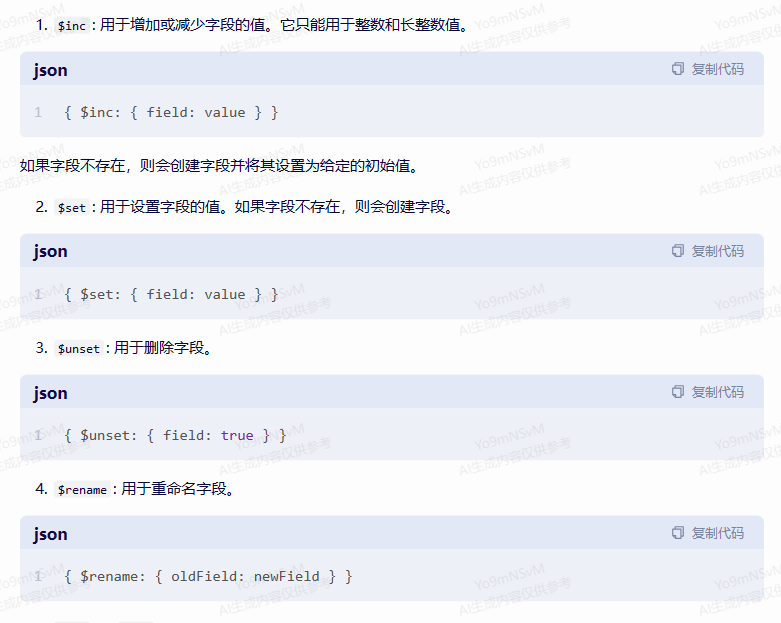 1. $inc：用于增加或减少字段的值。它只能用于整数和长整数值。
json 复制代码
1 { $inc: { field: value } }
如果字段不存在，则会创建字段并将其设置为给定的初始值。
2. $set：用于设置字段的值。如果字段不存在，则会创建字段。
json 复制代码
1 { $set: { field: value } }
3. $unset：用于删除字段。
json 复制代码
1 { $unset: { field: true } }
4. $rename：用于重命名字段。
json 复制代码
1 { $rename: { oldField: newField } }
Yo9mNSvM
AI生成内容仅供参考